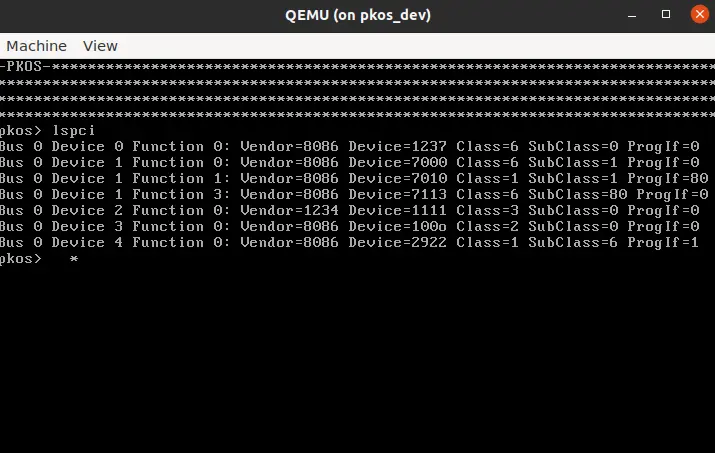 QEMU (on pkos_dev)
Machine View
-PKOS-**************************************************************************
********************************************************************************
********************************************************************************
********************************************************************************
pkos> lspci
Bus 0 Device 0 Function 0: Vendor=8086 Device=1237 Class=6 SubClass=0 ProgIf=0
Bus 0 Device 1 Function 0: Vendor=8086 Device=7000 Class=6 SubClass=1 ProgIf=0
Bus 0 Device 1 Function 1: Vendor=8086 Device=7010 Class=1 SubClass=1 ProgIf=80
Bus 0 Device 1 Function 3: Vendor=8086 Device=7113 Class=6 SubClass=80 ProgIf=0
Bus 0 Device 2 Function 0: Vendor=1234 Device=1111 Class=3 SubClass=0 ProgIf=0
Bus 0 Device 3 Function 0: Vendor=8086 Device=100o Class=2 SubClass=0 ProgIf=0
Bus 0 Device 4 Function 0: Vendor=8086 Device=2922 Class=1 SubClass=6 ProgIf=1
pkos> *